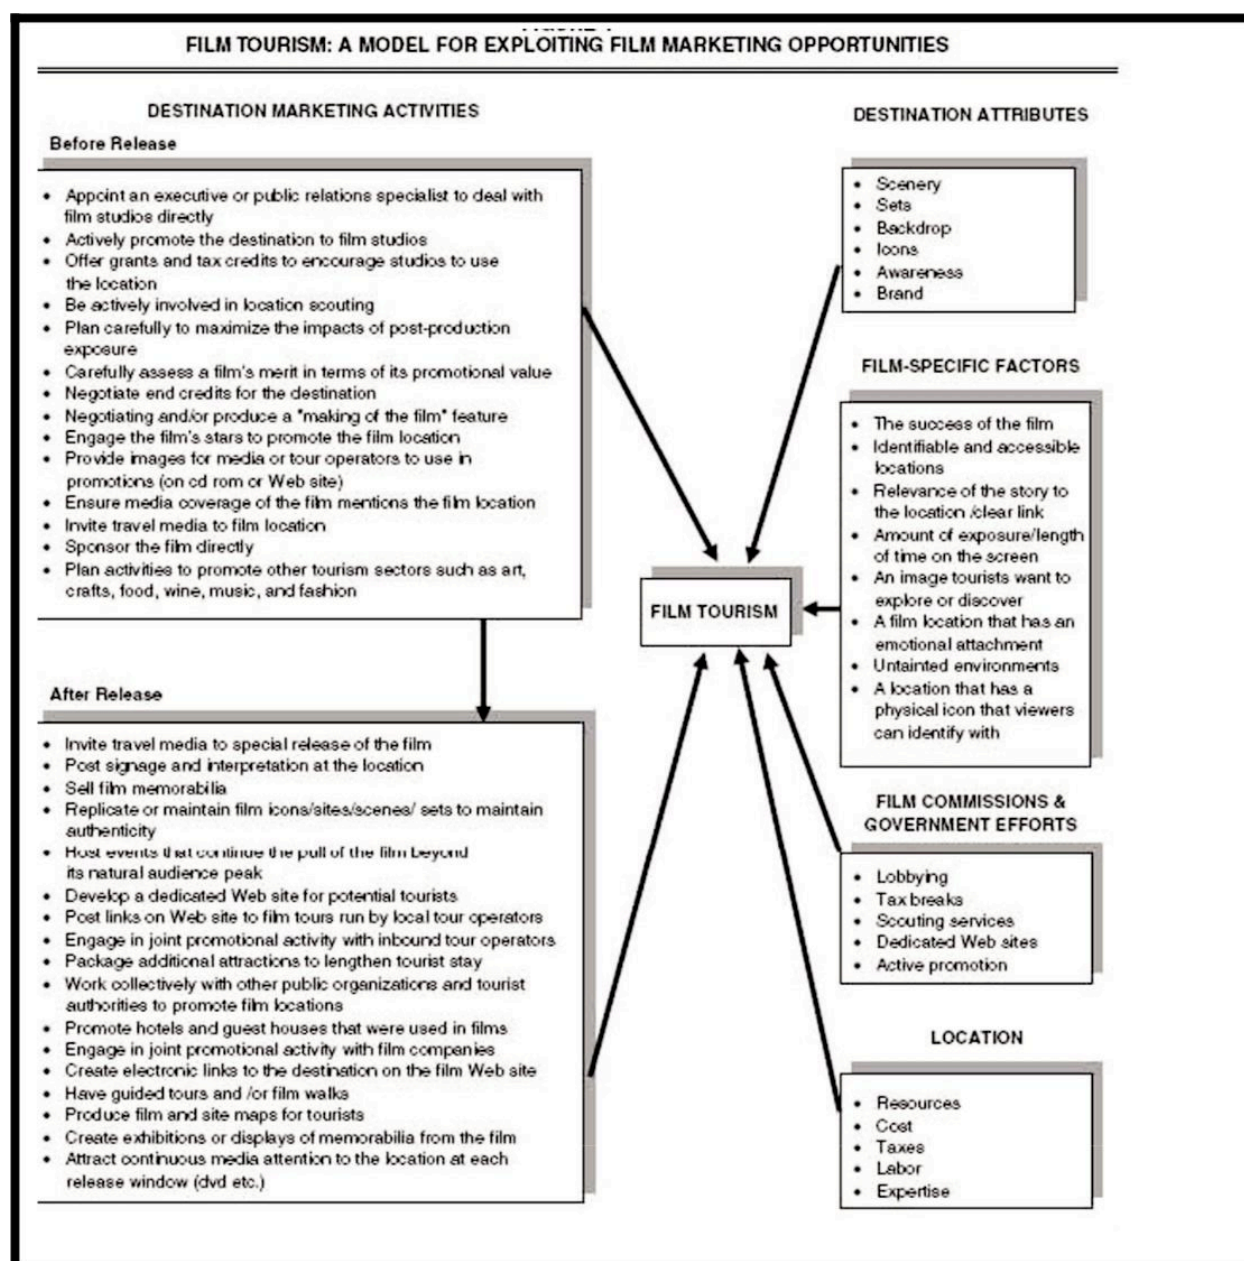 FILM TOURISM: A MODEL FOR EXPLOITING FILM MARKETING OPPORTUNITIES
DESTINATION MARKETING ACTIVITIES
Before Release
• Appoint an executive or public relations specialist to deal with
film studios directly
• Actively promote the destination to film studios
• Offer grants and tax credits to encourage studios to use
the location
• Be actively involved in location scouting
• Plan carefully to maximize the impacts of post-production
exposure
• Carefully assess a film's merit in terms of its promotional value
• Negotiate end credits for the destination
• Negotiating and/or produce a "making of the film" feature
• Engage the film's stars to promote the film location
• Provide images for media or tour operators to use in
promotions (on cd rom or Web site)
• Ensure media coverage of the film mentions the film location
• Invite travel media to film location
• Sponsor the film directly
• Plan activities to promote other tourism sectors such as art,
crafts, food, wine, music, and fashion
After Release
• Invite travel media to special release of the film
• Post signage and interpretation at the location
• Sell film memorabilia
• Replicate or maintain film icons/sites/scenes/ sets to maintain
authenticity
• Host events that continue the pull of the film beyond
its natural audience peak
• Develop a dedicated Web site for potential tourists
• Post links on Web site to film tours run by local tour operators
• Engage in joint promotional activity with inbound tour operators
• Package additional attractions to lengthen tourist stay
• Work collectively with other public organizations and tourist
authorities to promote film locations
• Promote hotels and guest houses that were used in films
• Engage in joint promotional activity with film companies
• Create electronic links to the destination on the film Web site
• Have guided tours and /or film walks
• Produce film and site maps for tourists
• Create exhibitions or displays of memorabilia from the film
• Attract continuous media attention to the location at each
release window (dvd etc.)
FILM TOURISM
DESTINATION ATTRIBUTES
• Scenery
• Sets
• Backdrop
• Icons
• Awareness
• Brand
FILM-SPECIFIC FACTORS
• The success of the film
• Identifiable and accessible
locations
• Relevance of the story to
the location /clear link
• Amount of exposure/length
of time on the screen
• An image tourists want to
explore or discover
• A film location that has an
emotional attachment
• Untainted environments
• A location that has a
physical icon that viewers
can identify with
FILM COMMISSIONS &
GOVERNMENT EFFORTS
• Lobbying
• Tax breaks
• Scouting services
• Dedicated Web sites
• Active promotion
LOCATION
• Resources
• Cost
• Taxes
• Labor
• Expertise